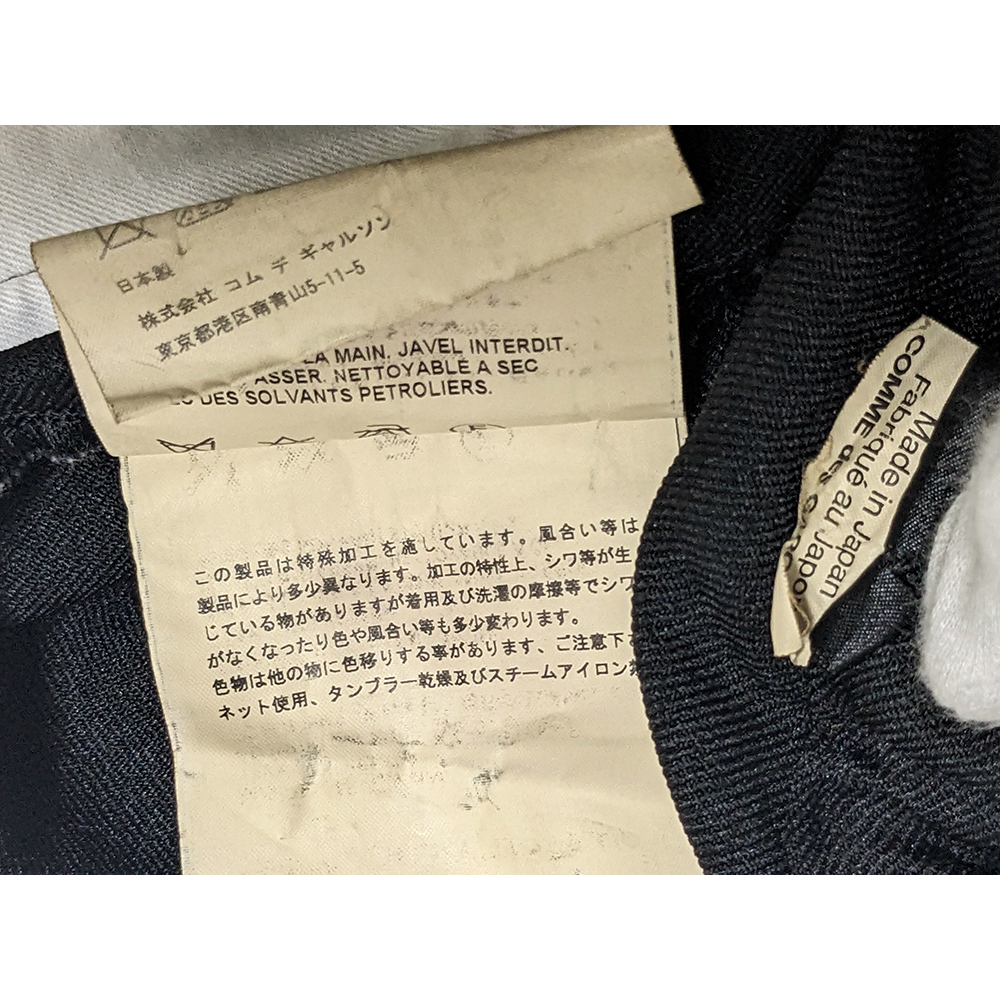 日本製
株式会社 コム デ ギャルソン
東京都港区南青山5-11-5
LA MAIN. JAVEL INTERDIT.
NETTOYABLE A SEC
DES SOLVANTS PETROLIERS.
この製品は特殊加工を施しています。風合い等は
製品により多少異なります。加工の特性上、シワ等が生
じている物がありますが着用及び洗濯の摩擦等でシワ
がなくなったり色や風合い等も多少変わります。
色物は他の物に色移りする事があります、ご注意下
ネット使用、タンブラー乾燥及びスチームアイロン
COMME des
Fabriqué au Japon
Made in Japan